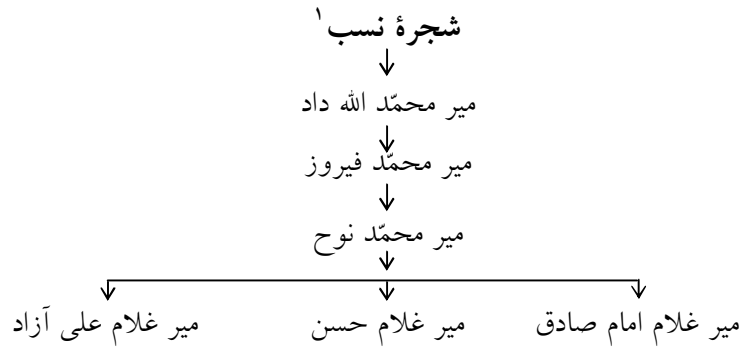 شجرهٔ نسب۱
میر محمّد الله داد
میر محمّد فیروز
میر محمّد نوح
میر غلام امام صادق میر غلام حسن میر غلام علی آزاد